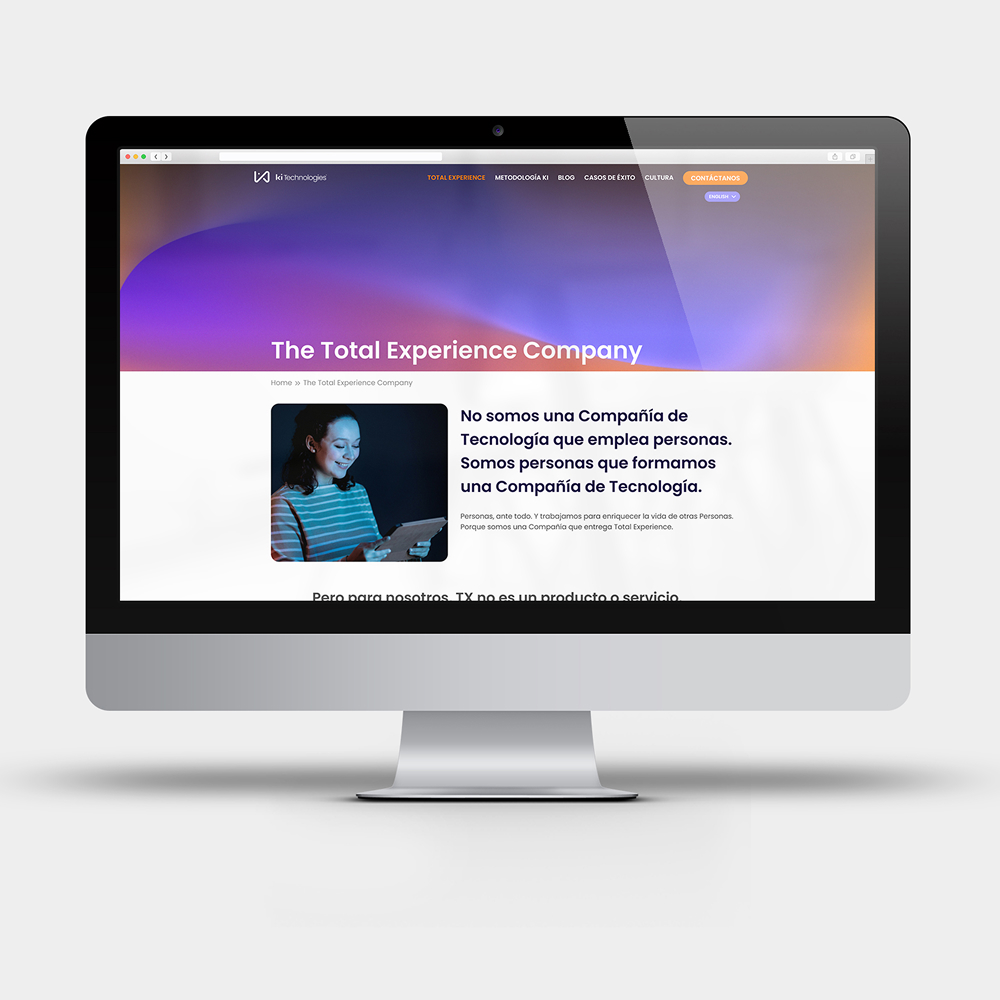 ki Technologies
TOTAL EXPERIENCE
METODOLOGÍA KI
BLOG
CASOS DE ÉXITO
CULTURA
CONTÁCTANOS
ENGLISH
The Total Experience Company
Home » The Total Experience Company
No somos una Compañía de
Tecnología que emplea personas.
Somos personas que formamos
una Compañía de Tecnología.
Personas, ante todo. Y trabajamos para enriquecer la vida de otras Personas.
Porque somos una Compañía que entrega Total Experience.
Pero para nosotros, TX no es un producto o servicio,